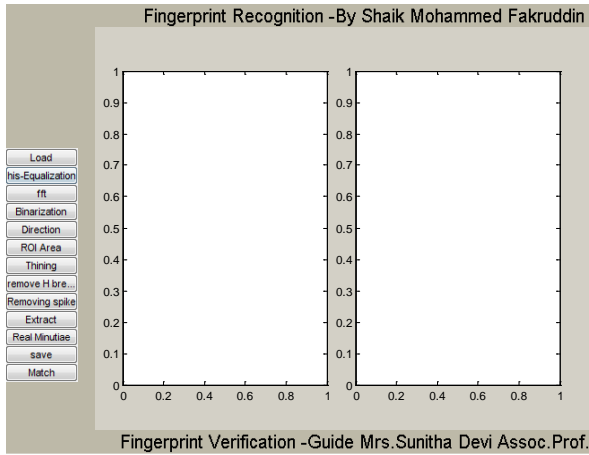 Fingerprint Recognition -By Shaik Mohammed Fakruddin
Load
his-Equalization
fft
Binarization
Direction
ROI Area
Thining
remove H bre...
Removing spike
Extract
Real Minutiae
save
Match
1
0.9
0.8
0.7
0.6
0.5
0.4
0.3
0.2
0.1
0
0 0.2 0.4 0.6 0.8 1
1
0.9
0.8
0.7
0.6
0.5
0.4
0.3
0.2
0.1
0
0 0.2 0.4 0.6 0.8 1
Fingerprint Verification -Guide Mrs.Sunitha Devi Assoc.Prof.